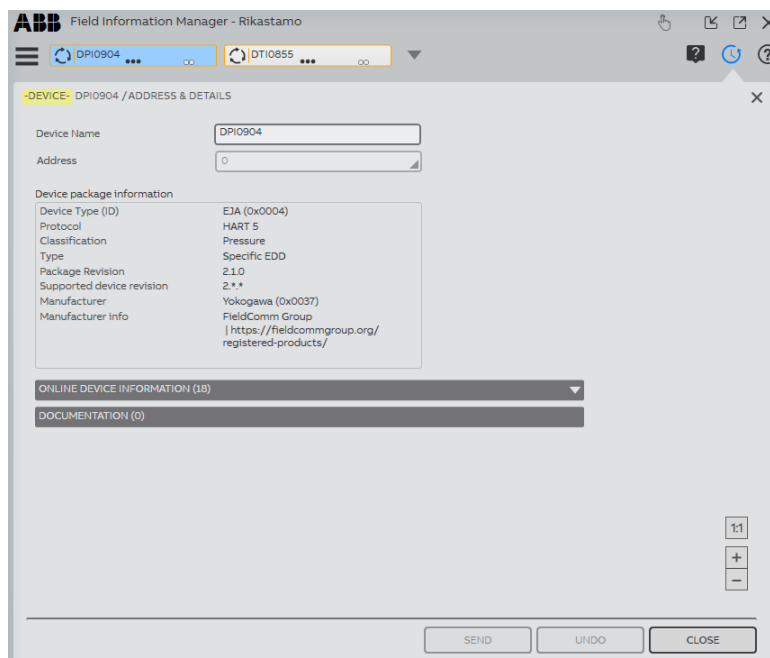 ABB Field Information Manager - Rikastamo
DPI0904 DTI0855
-DEVICE- DPI0904 / ADDRESS & DETAILS
Device Name DPI0904
Address 0
Device package information
Device Type (ID) EJA (0x0004)
Protocol HART 5
Classification Pressure
Type Specific EDD
Package Revision 2.1.0
Supported device revision 2.*.*
Manufacturer Yokogawa (0x0037)
Manufacturer info FieldComm Group
| https://fieldcommgroup.org/
registered-products/
ONLINE DEVICE INFORMATION (18)
DOCUMENTATION (0)
1:1
+
−
SEND UNDO CLOSE